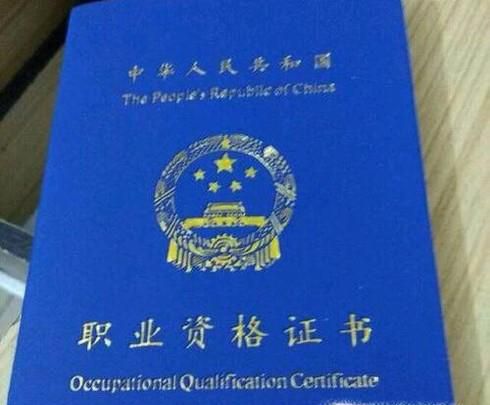 中华人民共和国
The People's Republic of China
职业资格证书
Occupational Qualification Certificate